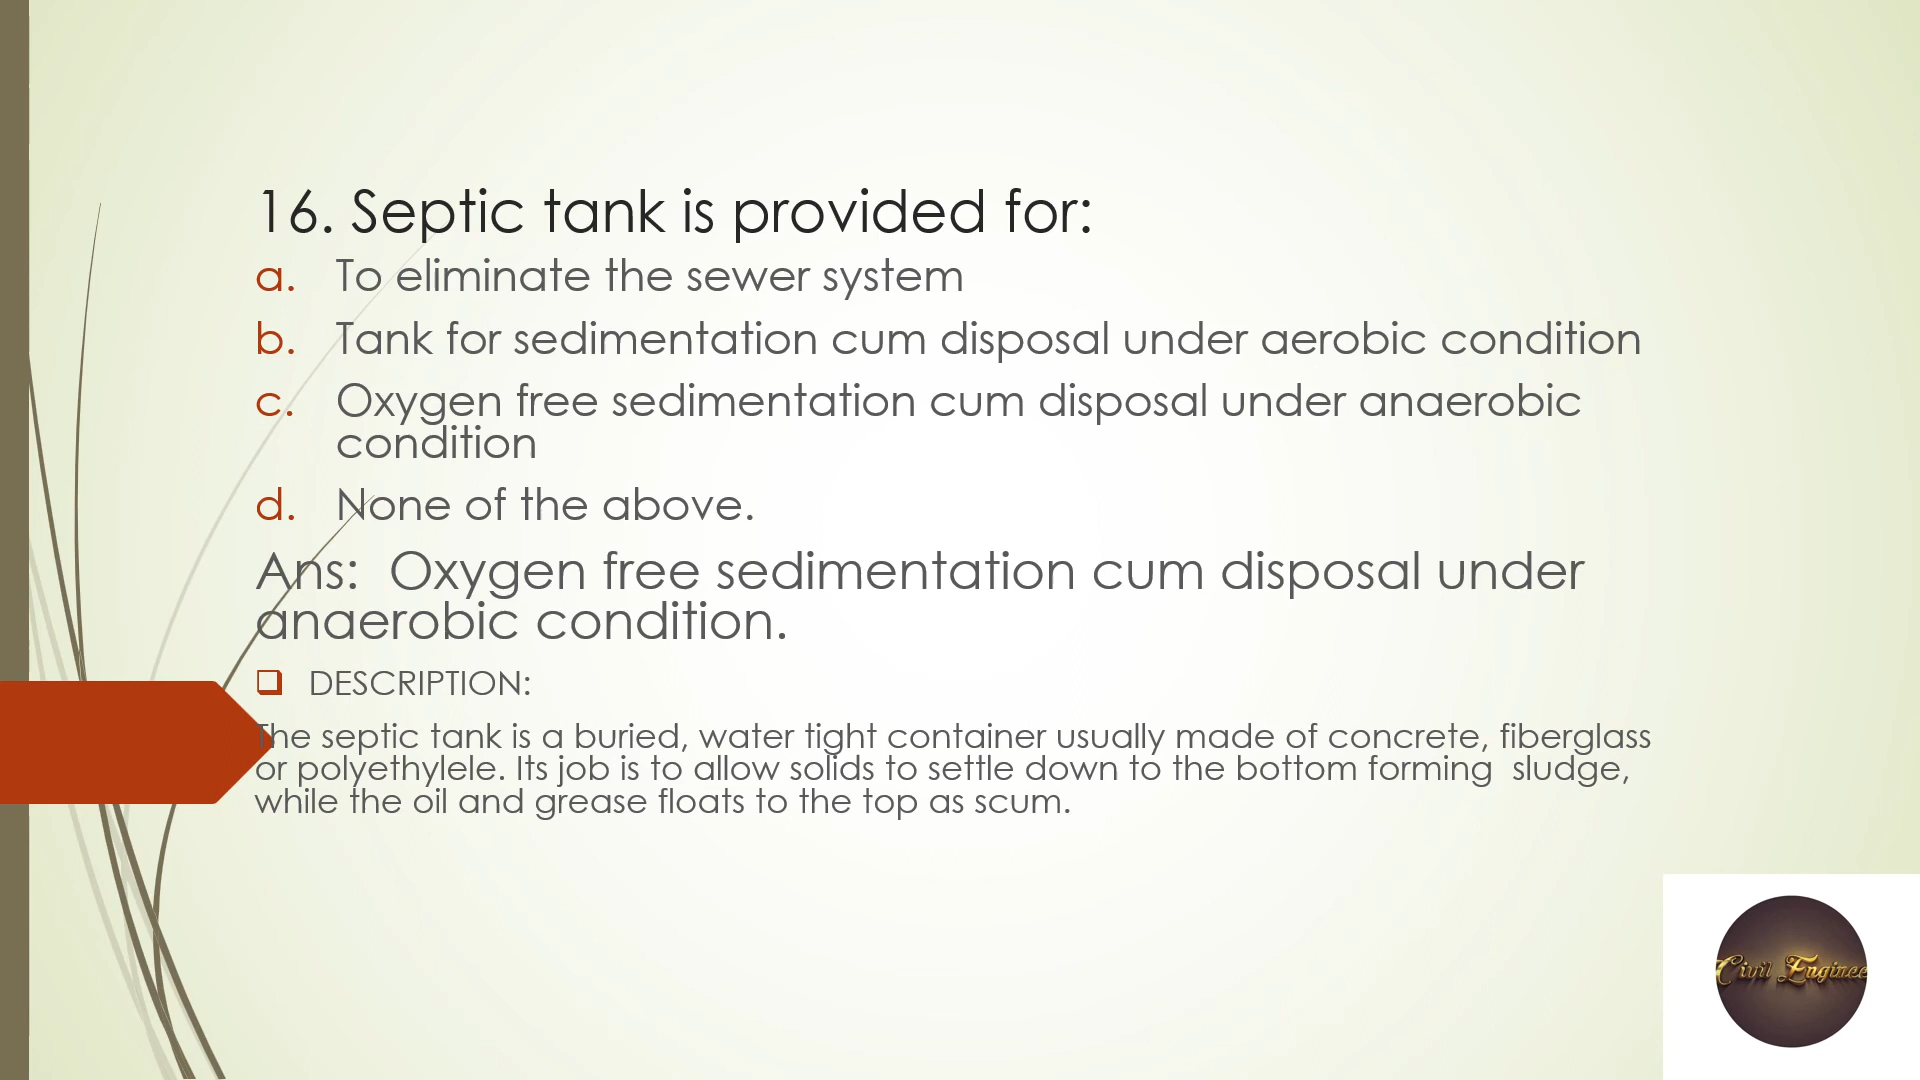 16. Septic tank is provided for:
a. To eliminate the sewer system
b. Tank for sedimentation cum disposal under aerobic condition
c. Oxygen free sedimentation cum disposal under anaerobic
condition
d. None of the above.
Ans: Oxygen free sedimentation cum disposal under
anaerobic condition.
DESCRIPTION:
The septic tank is a buried, water tight container usually made of concrete, fiberglass
or polyethylele. Its job is to allow solids to settle down to the bottom forming sludge,
while the oil and grease floats to the top as scum.
Civil Enginee